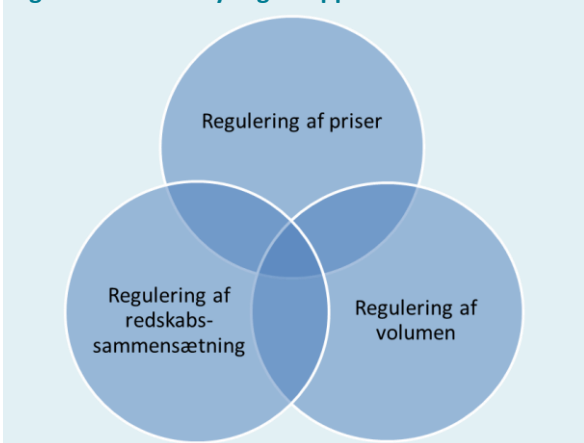 Regulering af priser
Regulering af
redskabs-
sammensætning
Regulering af
volumen